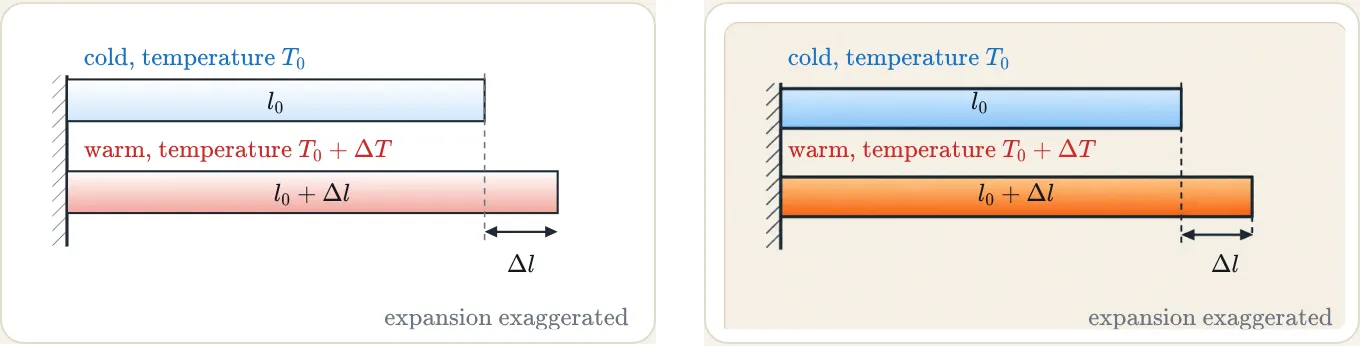 cold, temperature T₀
l₀
warm, temperature T₀ + ΔT
l₀ + Δl
Δl
expansion exaggerated
cold, temperature T₀
l₀
warm, temperature T₀ + ΔT
l₀ + Δl
Δl
expansion exaggerated